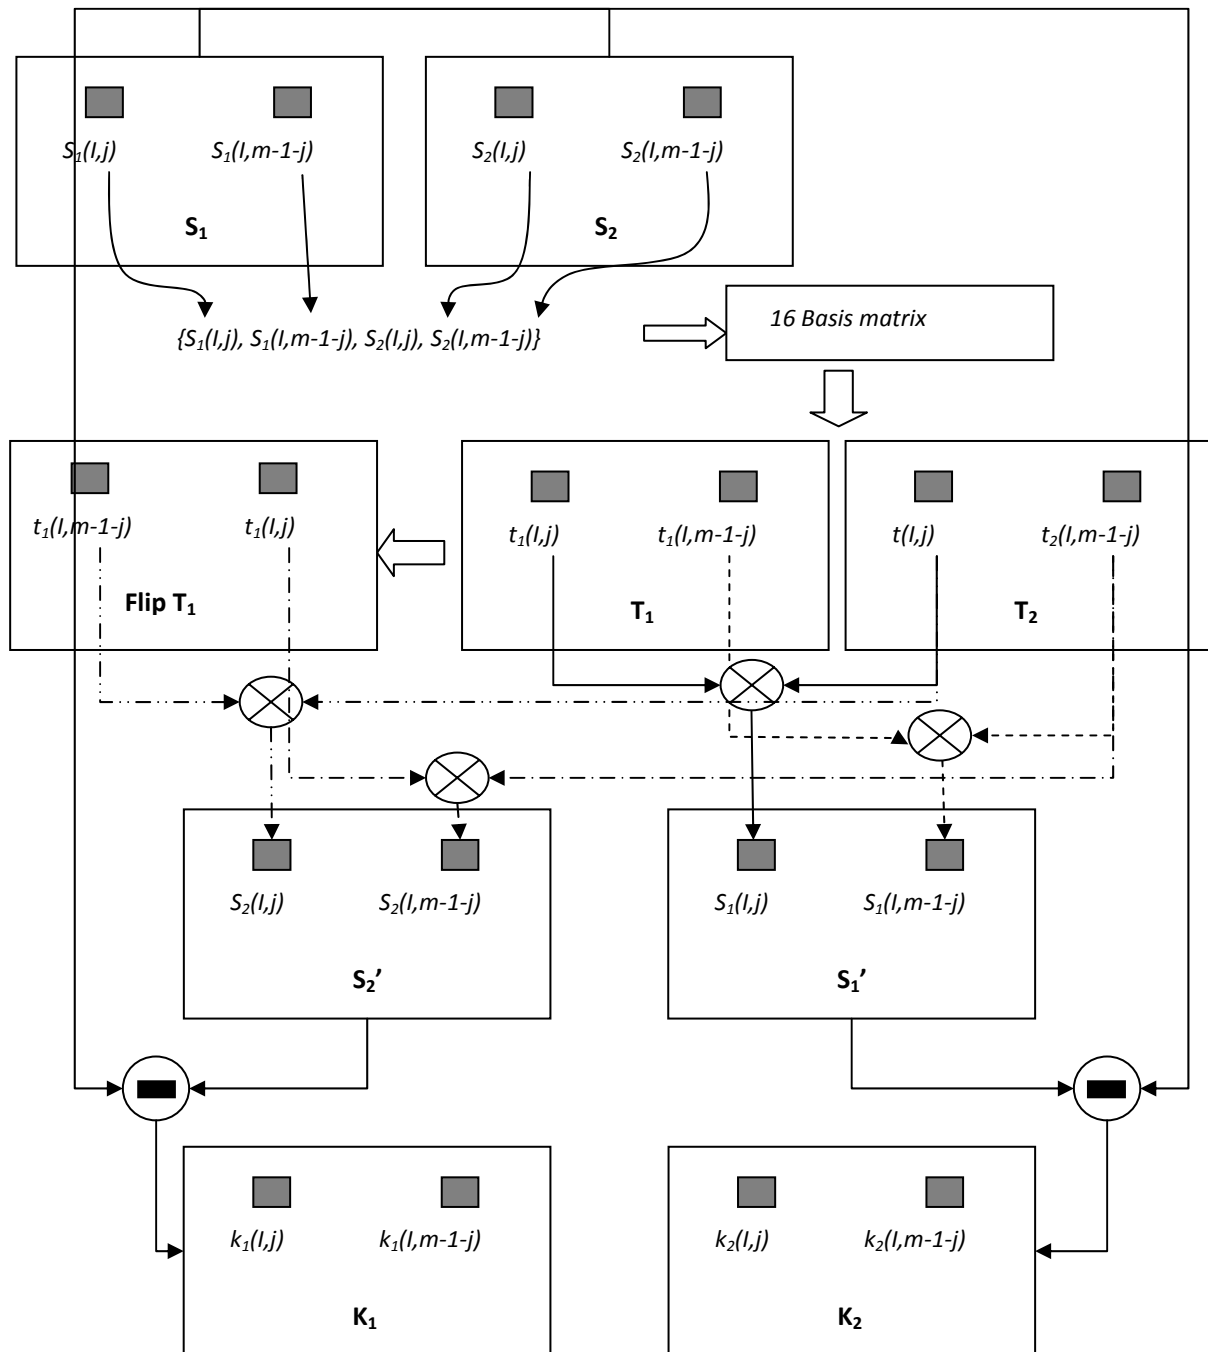 S₁(I,j) S₁(I,m-1-j) S₂(I,j) S₂(I,m-1-j)
S₁ S₂
{S₁(I,j), S₁(I,m-1-j), S₂(I,j), S₂(I,m-1-j)}
16 Basis matrix
t₁(I,m-1-j) t₁(I,j) t₁(I,j) t₁(I,m-1-j) t(I,j) t₂(I,m-1-j)
Flip T₁ T₁ T₂
S₂(I,j) S₂(I,m-1-j) S₁(I,j) S₁(I,m-1-j)
S₂’ S₁’
k₁(I,j) k₁(I,m-1-j) k₂(I,j) k₂(I,m-1-j)
K₁ K₂